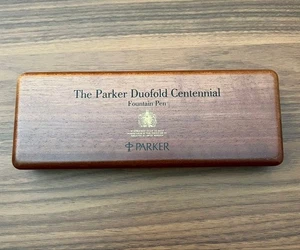 The Parker Duofold Centennial
Fountain Pen
PARKER